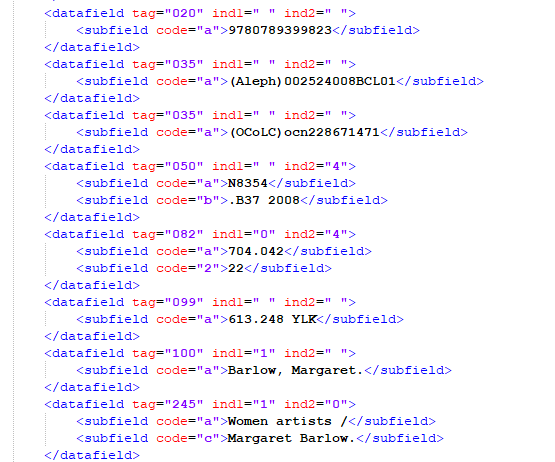 <datafield tag="020" ind1=" " ind2=" ">
<subfield code="a">9780789399823</subfield>
</datafield>
<datafield tag="035" ind1=" " ind2=" ">
<subfield code="a">(Aleph)002524008BCL01</subfield>
</datafield>
<datafield tag="035" ind1=" " ind2=" ">
<subfield code="a">(OCoLC)ocn228671471</subfield>
</datafield>
<datafield tag="050" ind1=" " ind2="4">
<subfield code="a">N8354</subfield>
<subfield code="b">.B37 2008</subfield>
</datafield>
<datafield tag="082" ind1="0" ind2="4">
<subfield code="a">704.042</subfield>
<subfield code="2">22</subfield>
</datafield>
<datafield tag="099" ind1=" " ind2=" ">
<subfield code="a">613.248 YLK</subfield>
</datafield>
<datafield tag="100" ind1="1" ind2=" ">
<subfield code="a">Barlow, Margaret.</subfield>
</datafield>
<datafield tag="245" ind1="1" ind2="0">
<subfield code="a">Women artists /</subfield>
<subfield code="c">Margaret Barlow.</subfield>
</datafield>